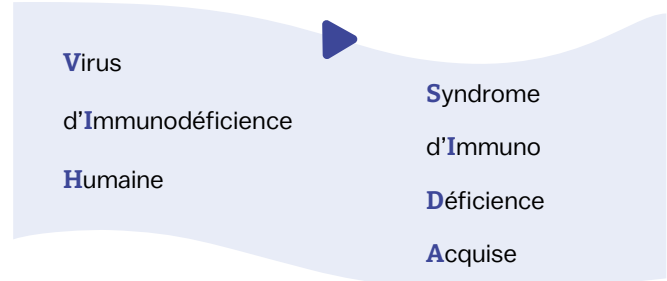 Virus
d'Immunodéficience
Humaine
Syndrome
d'Immuno
Déficience
Acquise